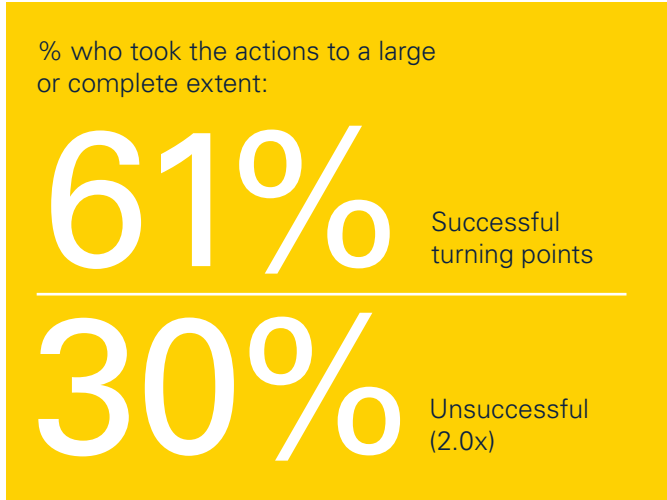 % who took the actions to a large
or complete extent:
61%
Successful
turning points
30%
Unsuccessful
(2.0x)